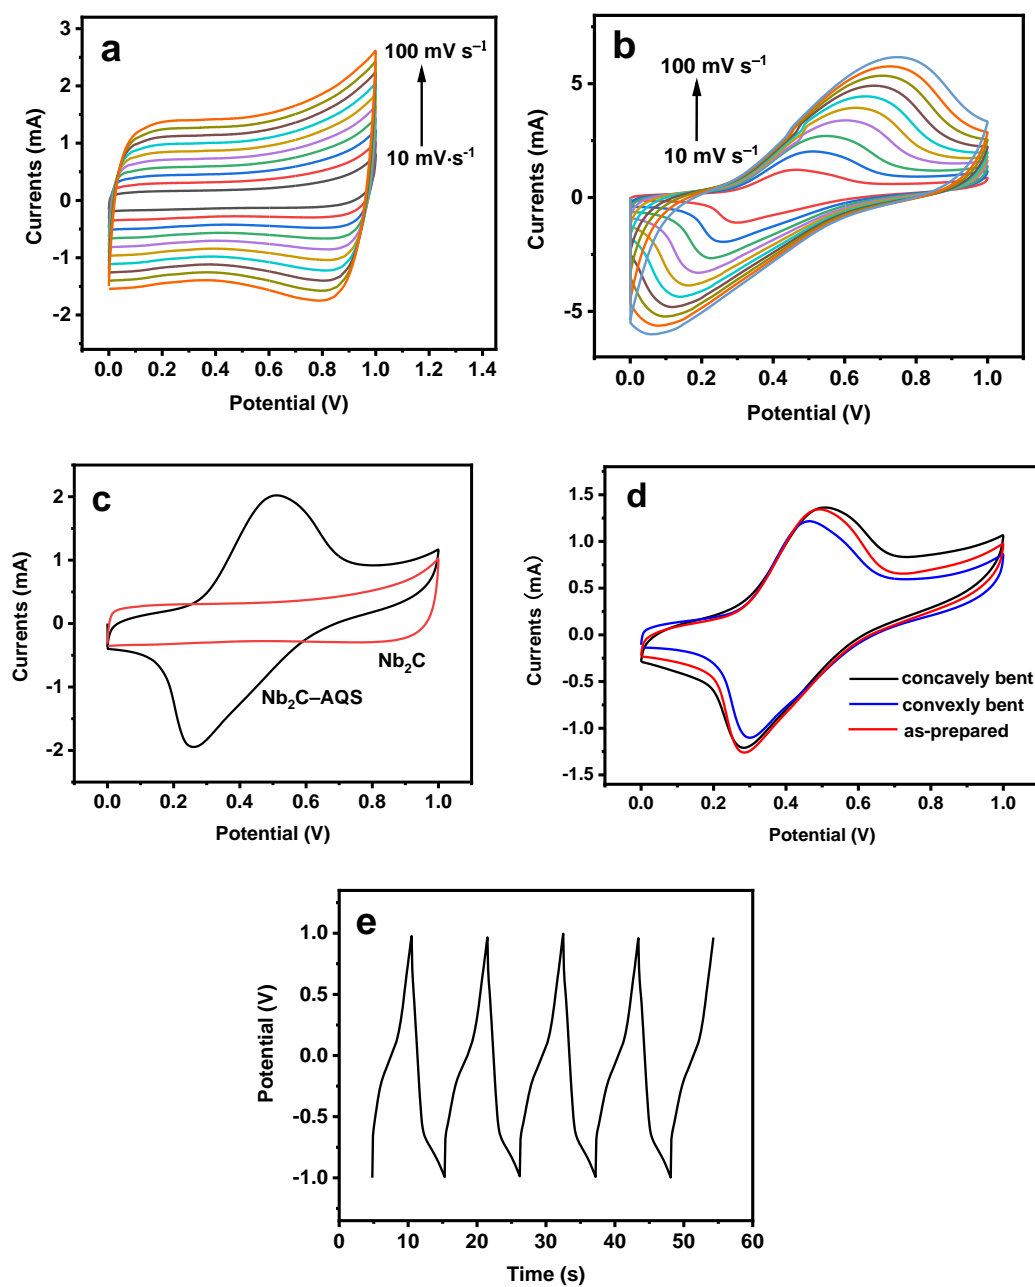 a
100 mV s⁻¹
10 mV·s⁻¹
3
2
1
0
-1
-2
Currents (mA)
0.0 0.2 0.4 0.6 0.8 1.0 1.2 1.4
Potential (V)
b
100 mV s⁻¹
10 mV s⁻¹
5
0
-5
Currents (mA)
0.0 0.2 0.4 0.6 0.8 1.0
Potential (V)
c
2
1
0
-1
-2
Currents (mA)
Nb₂C
Nb₂C–AQS
0.0 0.2 0.4 0.6 0.8 1.0
Potential (V)
d
1.5
1.0
0.5
0.0
-0.5
-1.0
-1.5
Currents (mA)
concavely bent
convexly bent
as-prepared
0.0 0.2 0.4 0.6 0.8 1.0
Potential (V)
e
1.0
0.5
0.0
-0.5
-1.0
Potential (V)
0 10 20 30 40 50 60
Time (s)